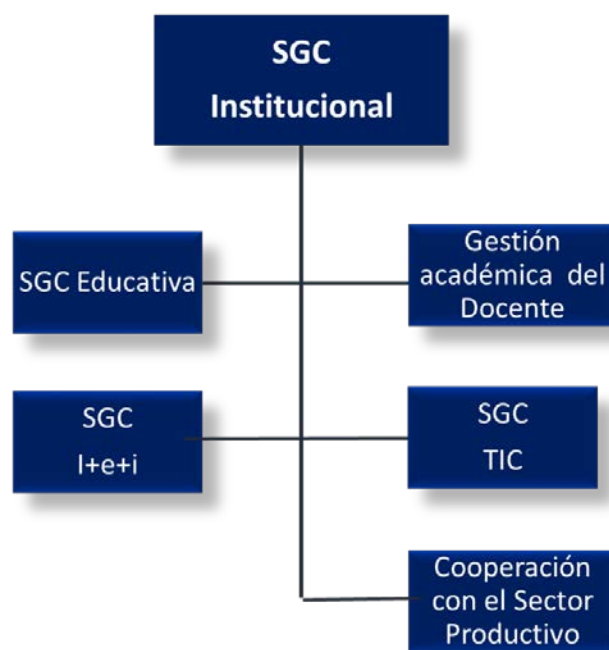 SGC
Institucional
SGC Educativa
Gestión
académica del
Docente
SGC
I+e+i
SGC
TIC
Cooperación
con el Sector
Productivo